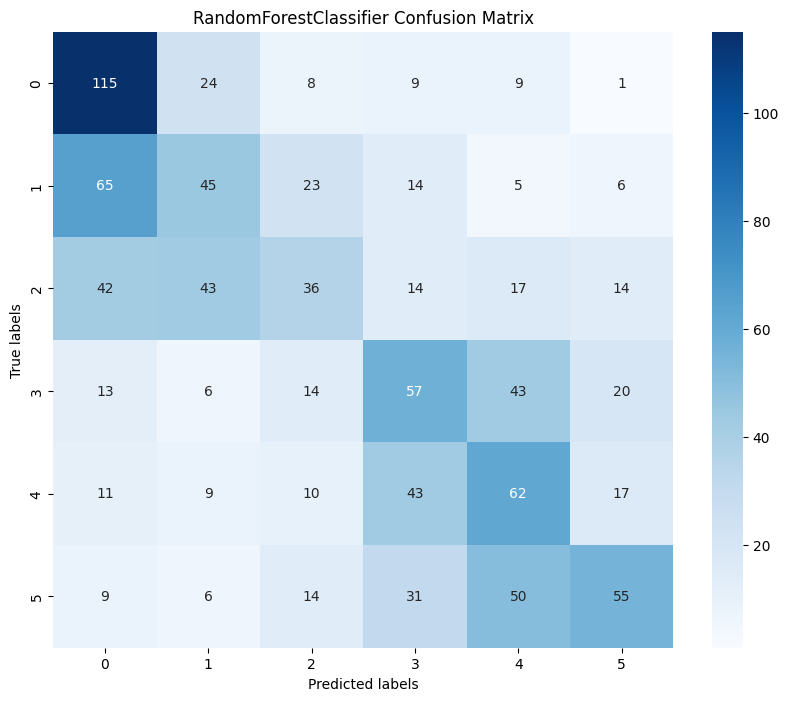 RandomForestClassifier Confusion Matrix
0 115 24 8 9 9 1
1 65 45 23 14 5 6
2 42 43 36 14 17 14
3 13 6 14 57 43 20
4 11 9 10 43 62 17
5 9 6 14 31 50 55
0 1 2 3 4 5
True labels
Predicted labels
100
80
60
40
20